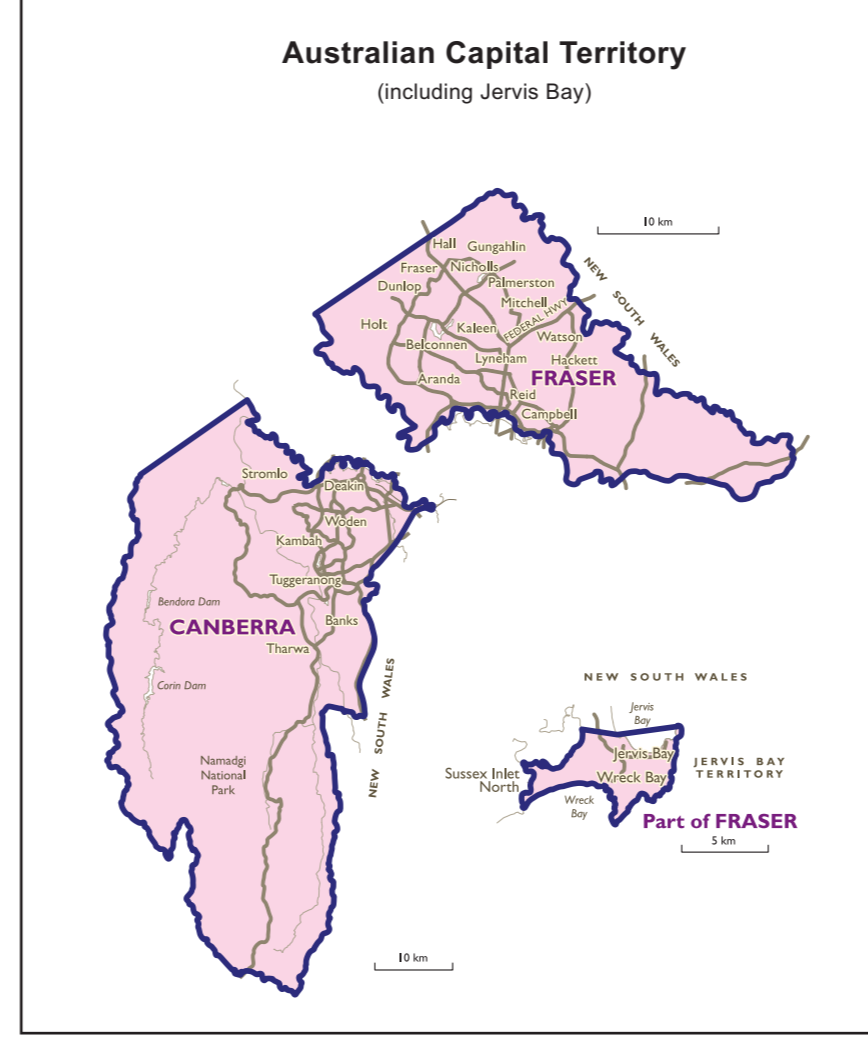 Australian Capital Territory
(including Jervis Bay)
10 km
Hall
Gungahlin
Fraser
Nicholls
Dunlop
Palmerston
Mitchell
NEW SOUTH WALES
Holt
Kaleen
FEDERAL HWY
Watson
Belconnen
Lyneham
Hackett
Aranda
FRASER
Reid
Campbell
Stromlo
Deakin
Woden
Kambah
Tuggeranong
Bendora Dam
CANBERRA
Banks
Tharwa
Corin Dam
NEW SOUTH WALES
Namadgi
National
Park
10 km
NEW SOUTH WALES
Jervis
Bay
Jervis Bay
JERVIS BAY
TERRITORY
Sussex Inlet
North
Wreck Bay
Wreck
Bay
Part of FRASER
5 km